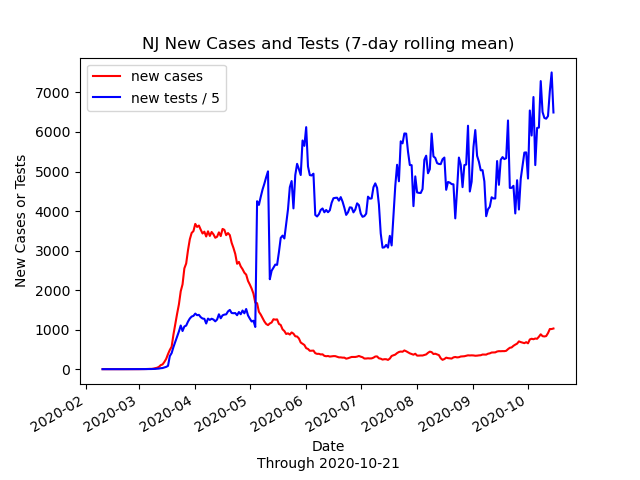 NJ New Cases and Tests (7-day rolling mean)
new cases
new tests / 5
New Cases or Tests
7000
6000
5000
4000
3000
2000
1000
0
2020-02
2020-03
2020-04
2020-05
2020-06
2020-07
2020-08
2020-09
2020-10
Date
Through 2020-10-21